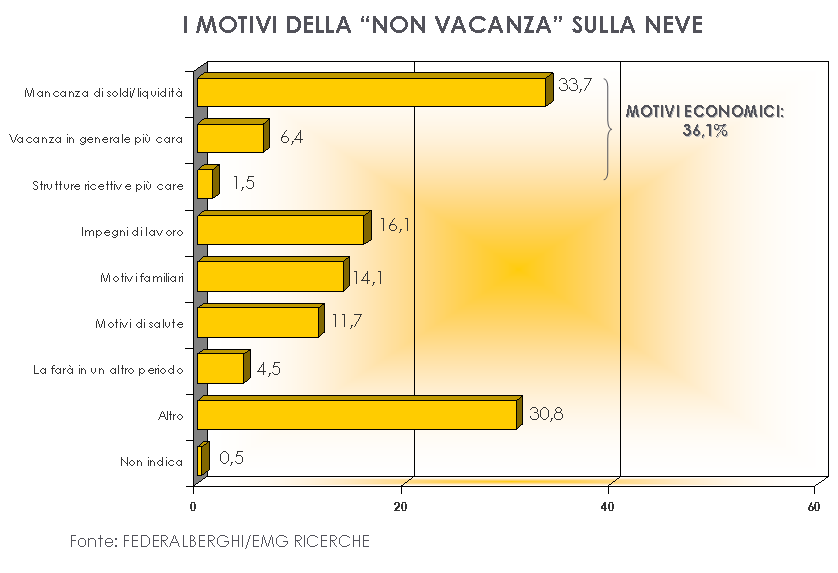 I MOTIVI DELLA “NON VACANZA” SULLA NEVE
Mancanza di soldi/liquidità
33,7
MOTIVI ECONOMICI:
36,1%
Vacanza in generale più cara
6,4
Strutture ricettive più care
1,5
Impegni di lavoro
16,1
Motivi familiari
14,1
Motivi di salute
11,7
La farà in un altro periodo
4,5
Altro
30,8
Non indica
0,5
0 20 40 60
Fonte: FEDERALBERGHI/EMG RICERCHE